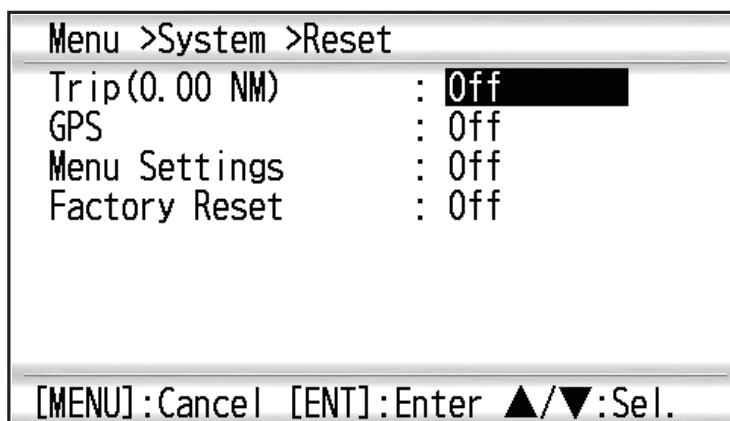 Menu >System >Reset
Trip(0.00 NM) : Off
GPS : Off
Menu Settings : Off
Factory Reset : Off
[MENU]:Cancel [ENT]:Enter ▲/▼:Sel.